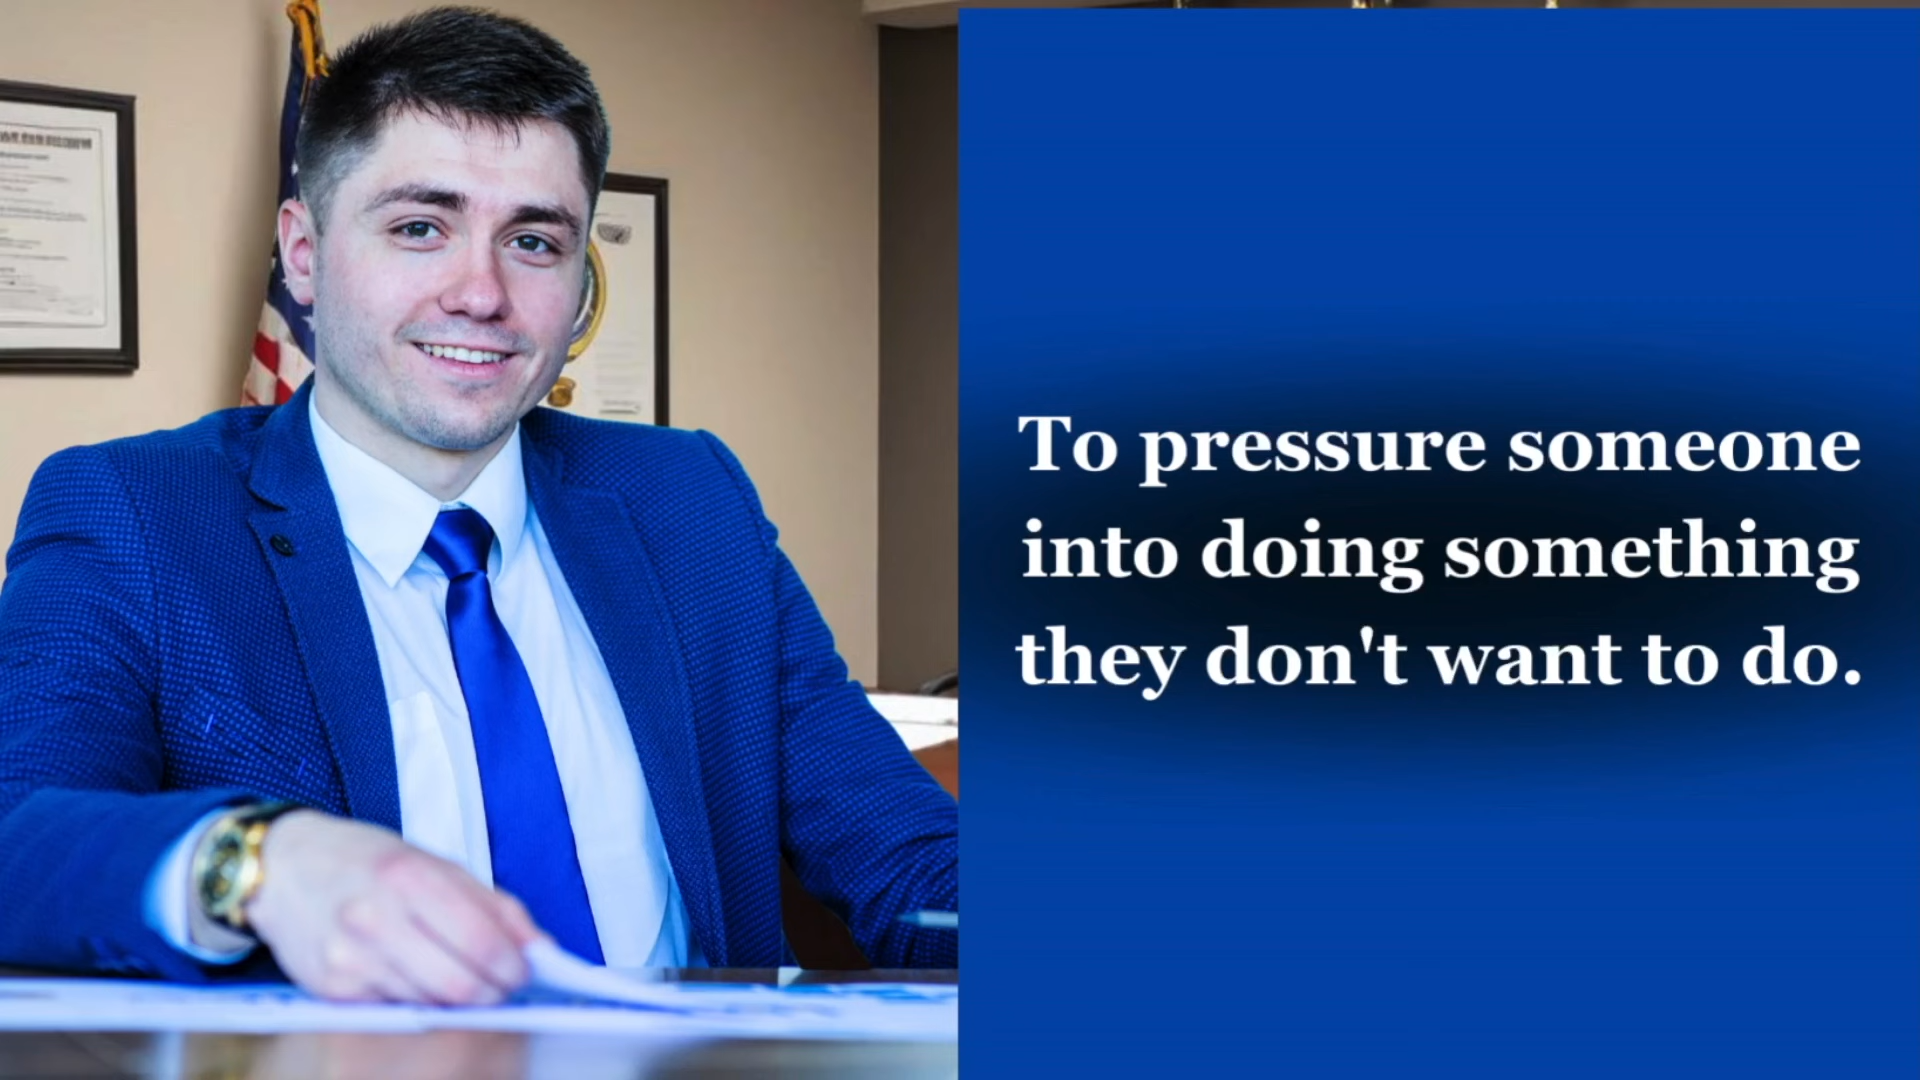 To pressure someone
into doing something
they don't want to do.